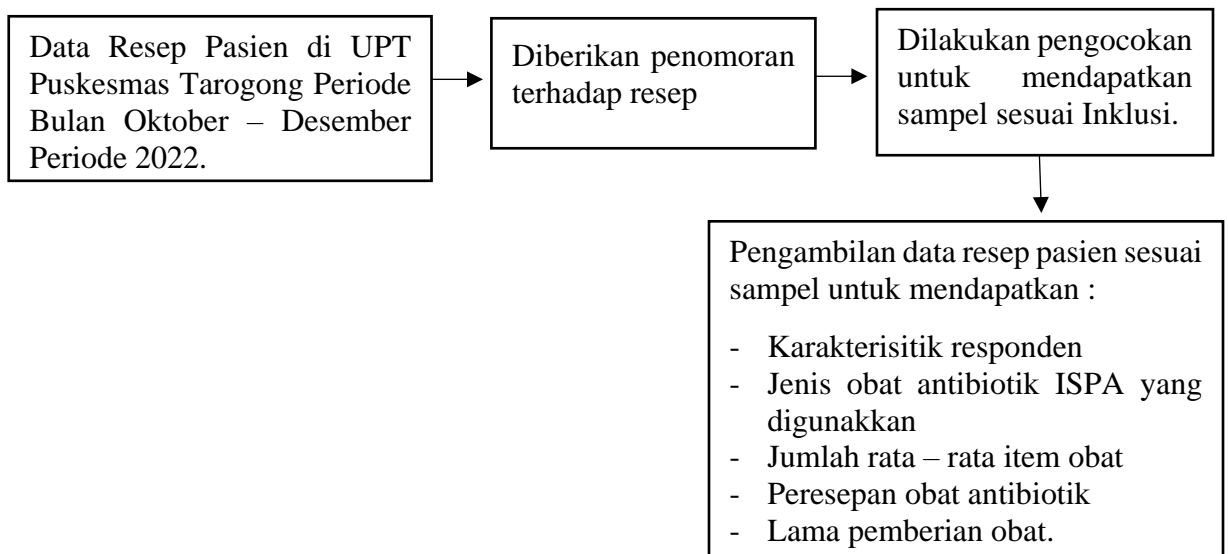 Data Resep Pasien di UPT
Puskesmas Tarogong Periode
Bulan Oktober – Desember
Periode 2022.
Diberikan penomoran
terhadap resep
Dilakukan pengocokan
untuk mendapatkan
sampel sesuai Inklusi.
Pengambilan data resep pasien sesuai
sampel untuk mendapatkan :
- Karakterisitik responden
- Jenis obat antibiotik ISPA yang
digunakkan
- Jumlah rata – rata item obat
- Peresepan obat antibiotik
- Lama pemberian obat.